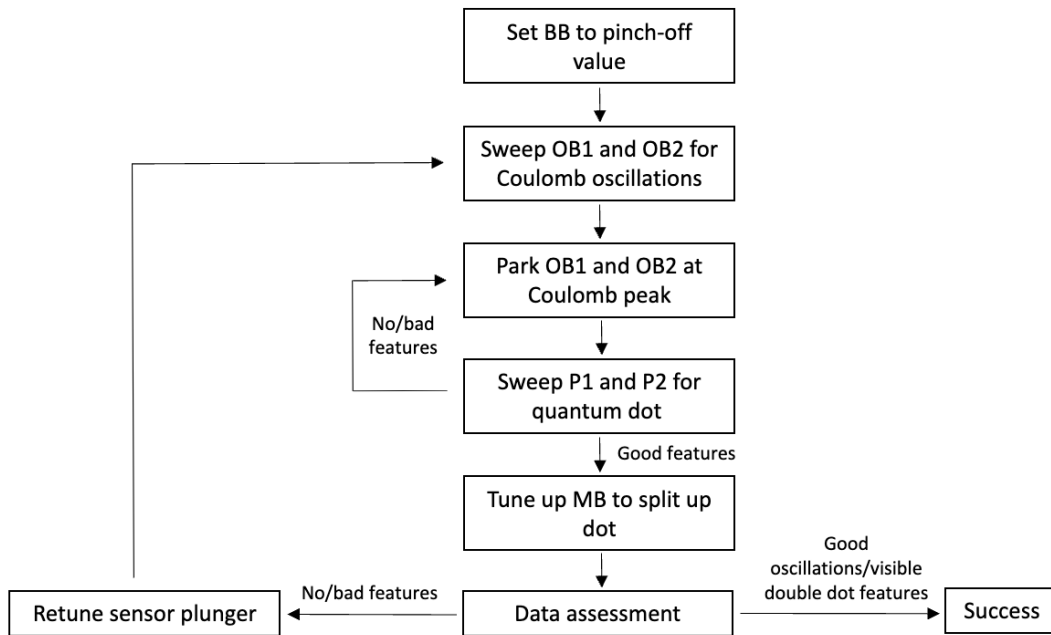 Set BB to pinch-off
value
Sweep OB1 and OB2 for
Coulomb oscillations
Park OB1 and OB2 at
Coulomb peak
No/bad
features
Sweep P1 and P2 for
quantum dot
Good features
Tune up MB to split up
dot
Good
oscillations/visible
double dot features
No/bad features
Retune sensor plunger
Data assessment
Success